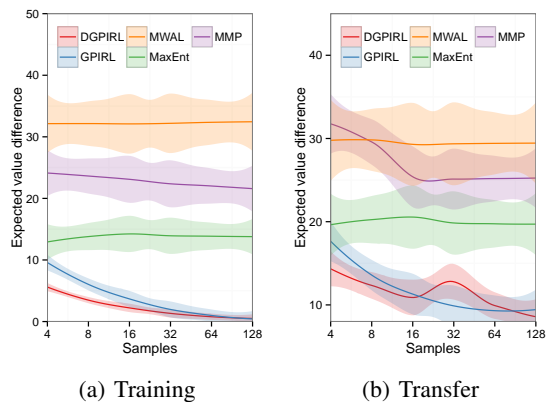 50
40
30
20
10
0
Expected value difference
DGPIRL MWAL MMP
GPIRL MaxEnt
4 8 16 32 64 128
Samples
(a) Training
40
30
20
10
Expected value difference
DGPIRL MWAL MMP
GPIRL MaxEnt
4 8 16 32 64 128
Samples
(b) Transfer